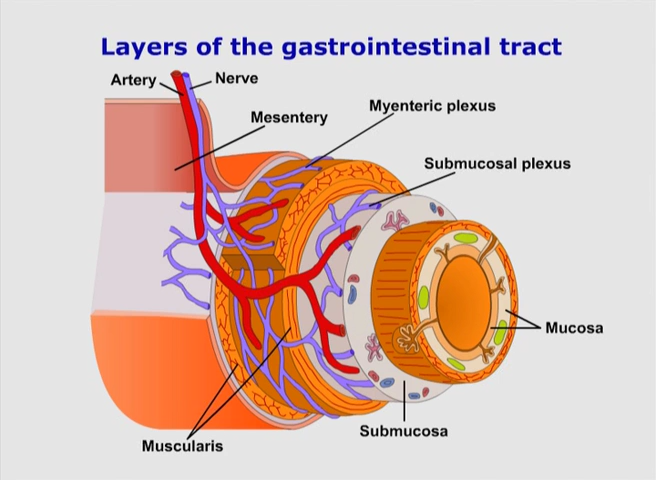 Layers of the gastrointestinal tract
Artery
Nerve
Mesentery
Myenteric plexus
Submucosal plexus
Mucosa
Submucosa
Muscularis